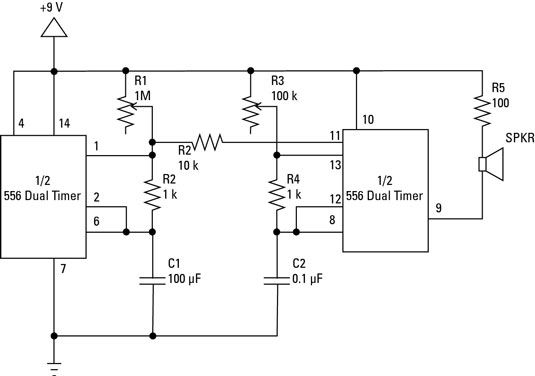 +9 V
R1
1M
R3
100 k
R5
100
4
14
10
SPKR
1
11
R2
10 k
13
1/2
556 Dual Timer
2
R2
1 k
R4
1 k
12
1/2
556 Dual Timer
6
8
9
7
C1
100 µF
C2
0.1 µF